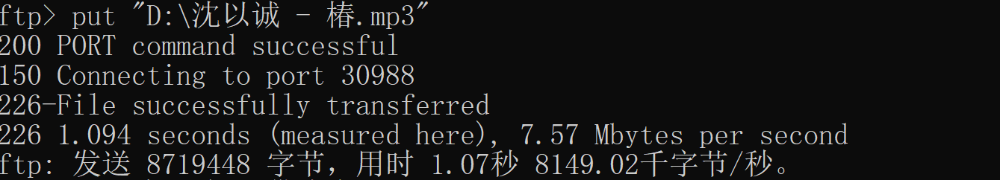 ftp> put "D:\沈以诚 - 椿.mp3"
200 PORT command successful
150 Connecting to port 30988
226-File successfully transferred
226 1.094 seconds (measured here), 7.57 Mbytes per second
ftp: 发送 8719448 字节，用时 1.07秒 8149.02千字节/秒。